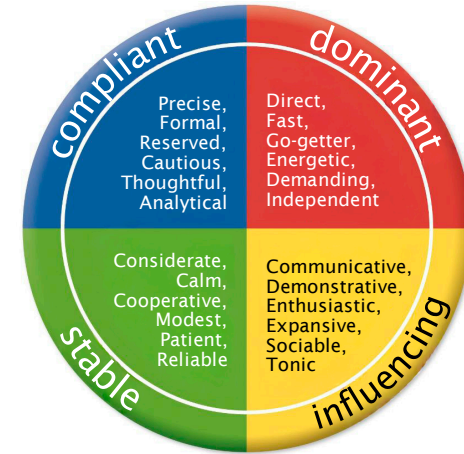 compliant
Precise,
Formal,
Reserved,
Cautious,
Thoughtful,
Analytical
dominant
Direct,
Fast,
Go-getter,
Energetic,
Demanding,
Independent
stable
Considerate,
Calm,
Cooperative,
Modest,
Patient,
Reliable
influencing
Communicative,
Demonstrative,
Enthusiastic,
Expansive,
Sociable,
Tonic